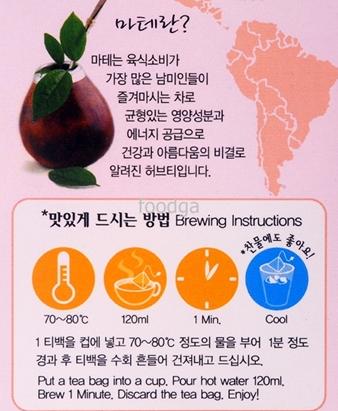 마테란?
마테는 육식소비가
가장 많은 남미인들이
즐겨마시는 차로
균형있는 영양성분과
에너지 공급으로
건강과 아름다움의 비결로
알려진 허브티입니다.
foodga
*맛있게 드시는 방법 Brewing Instructions
*찬물에도 좋아요!
70~80℃ 120ml 1 Min. Cool
1 티백을 컵에 넣고 70~80℃ 정도의 물을 부어 1분 정도
경과 후 티백을 수회 흔들어 건져내고 드십시오.
Put a tea bag into a cup. Pour hot water 120ml.
Brew 1 Minute. Discard the tea bag. Enjoy!